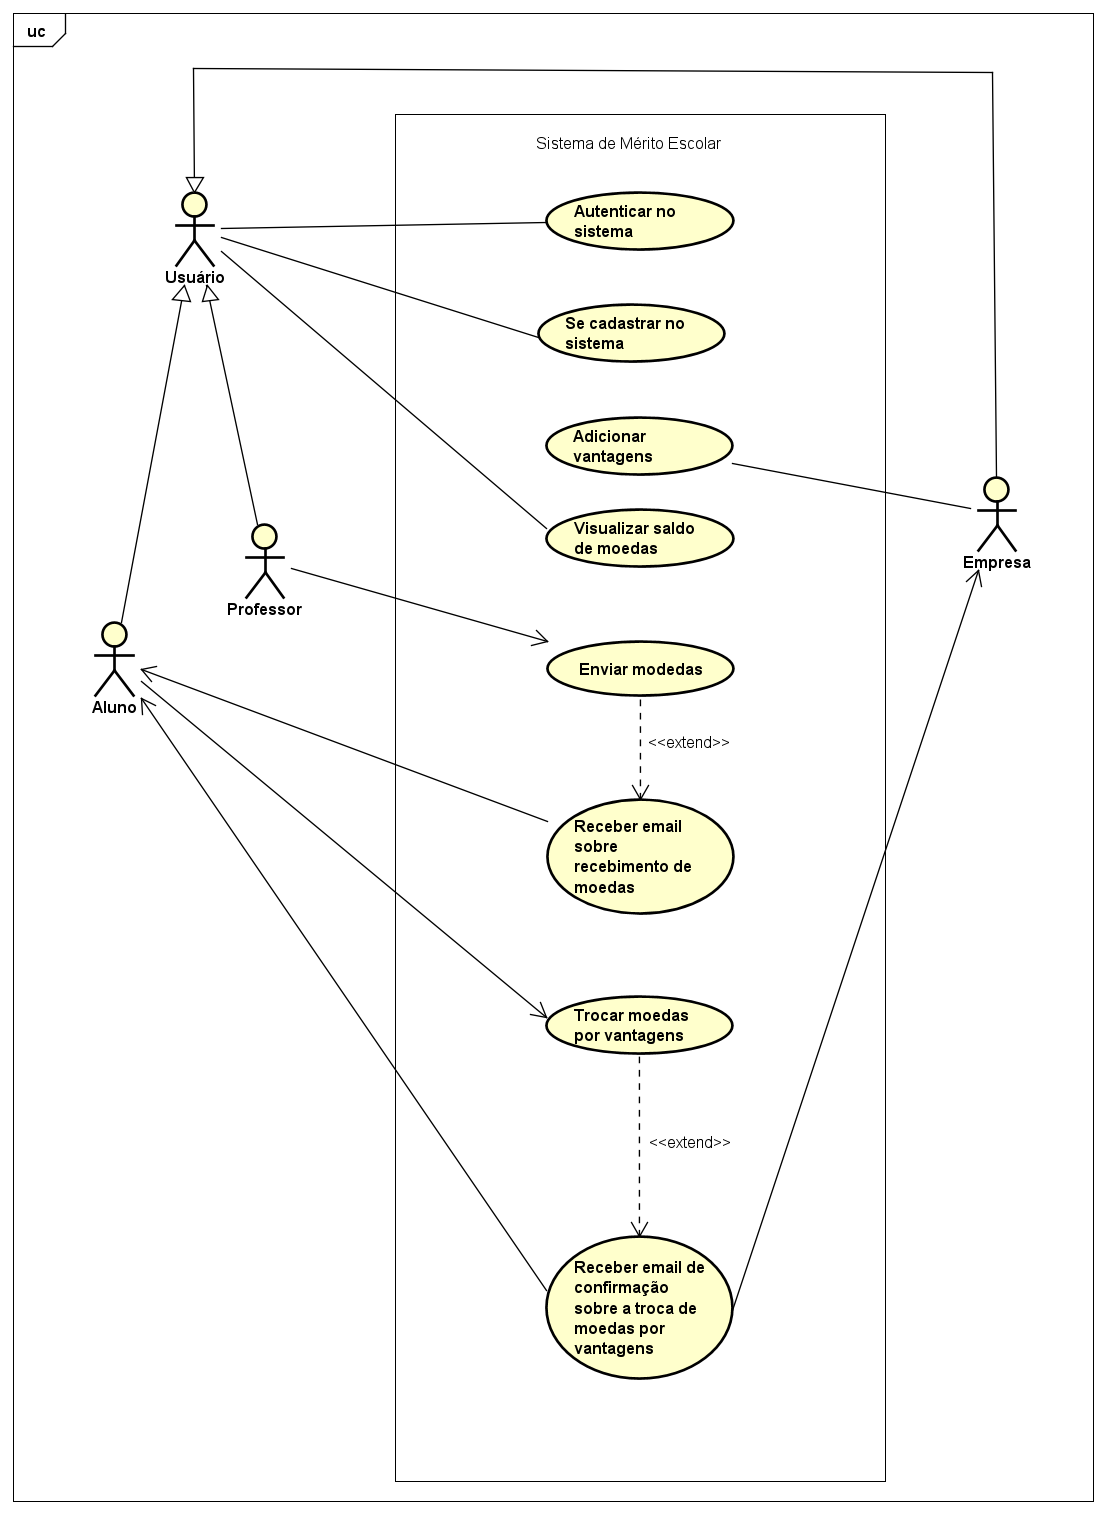 uc
Sistema de Mérito Escolar
Autenticar no
sistema
Usuário
Se cadastrar no
sistema
Adicionar
vantagens
Visualizar saldo
de moedas
Empresa
Professor
Enviar modedas
Aluno
<<extend>>
Receber email
sobre
recebimento de
moedas
Trocar moedas
por vantagens
<<extend>>
Receber email de
confirmação
sobre a troca de
moedas por
vantagens